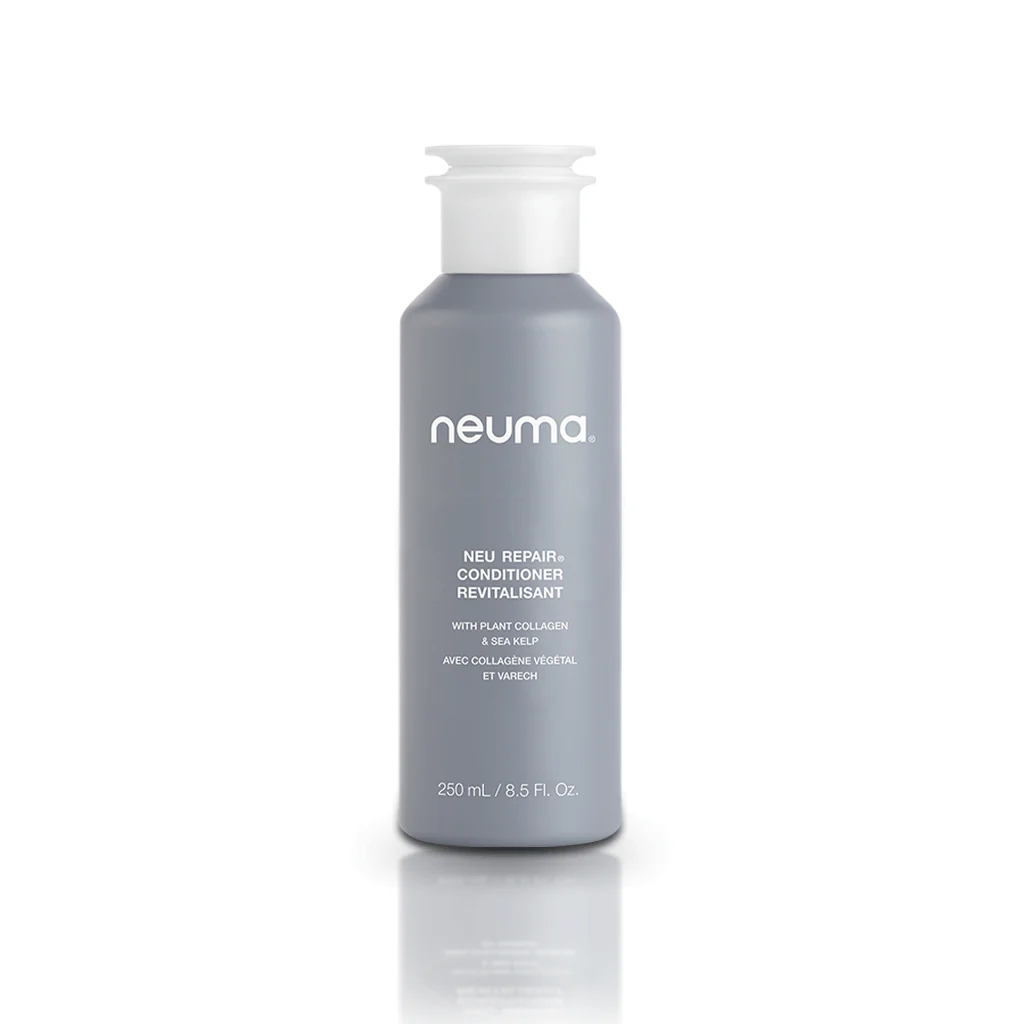 neuma®
NEU REPAIR®
CONDITIONER
REVITALISANT
WITH PLANT COLLAGEN
& SEA KELP
AVEC COLLAGÈNE VÉGÉTAL
ET VARECH
250 mL / 8.5 Fl. Oz.